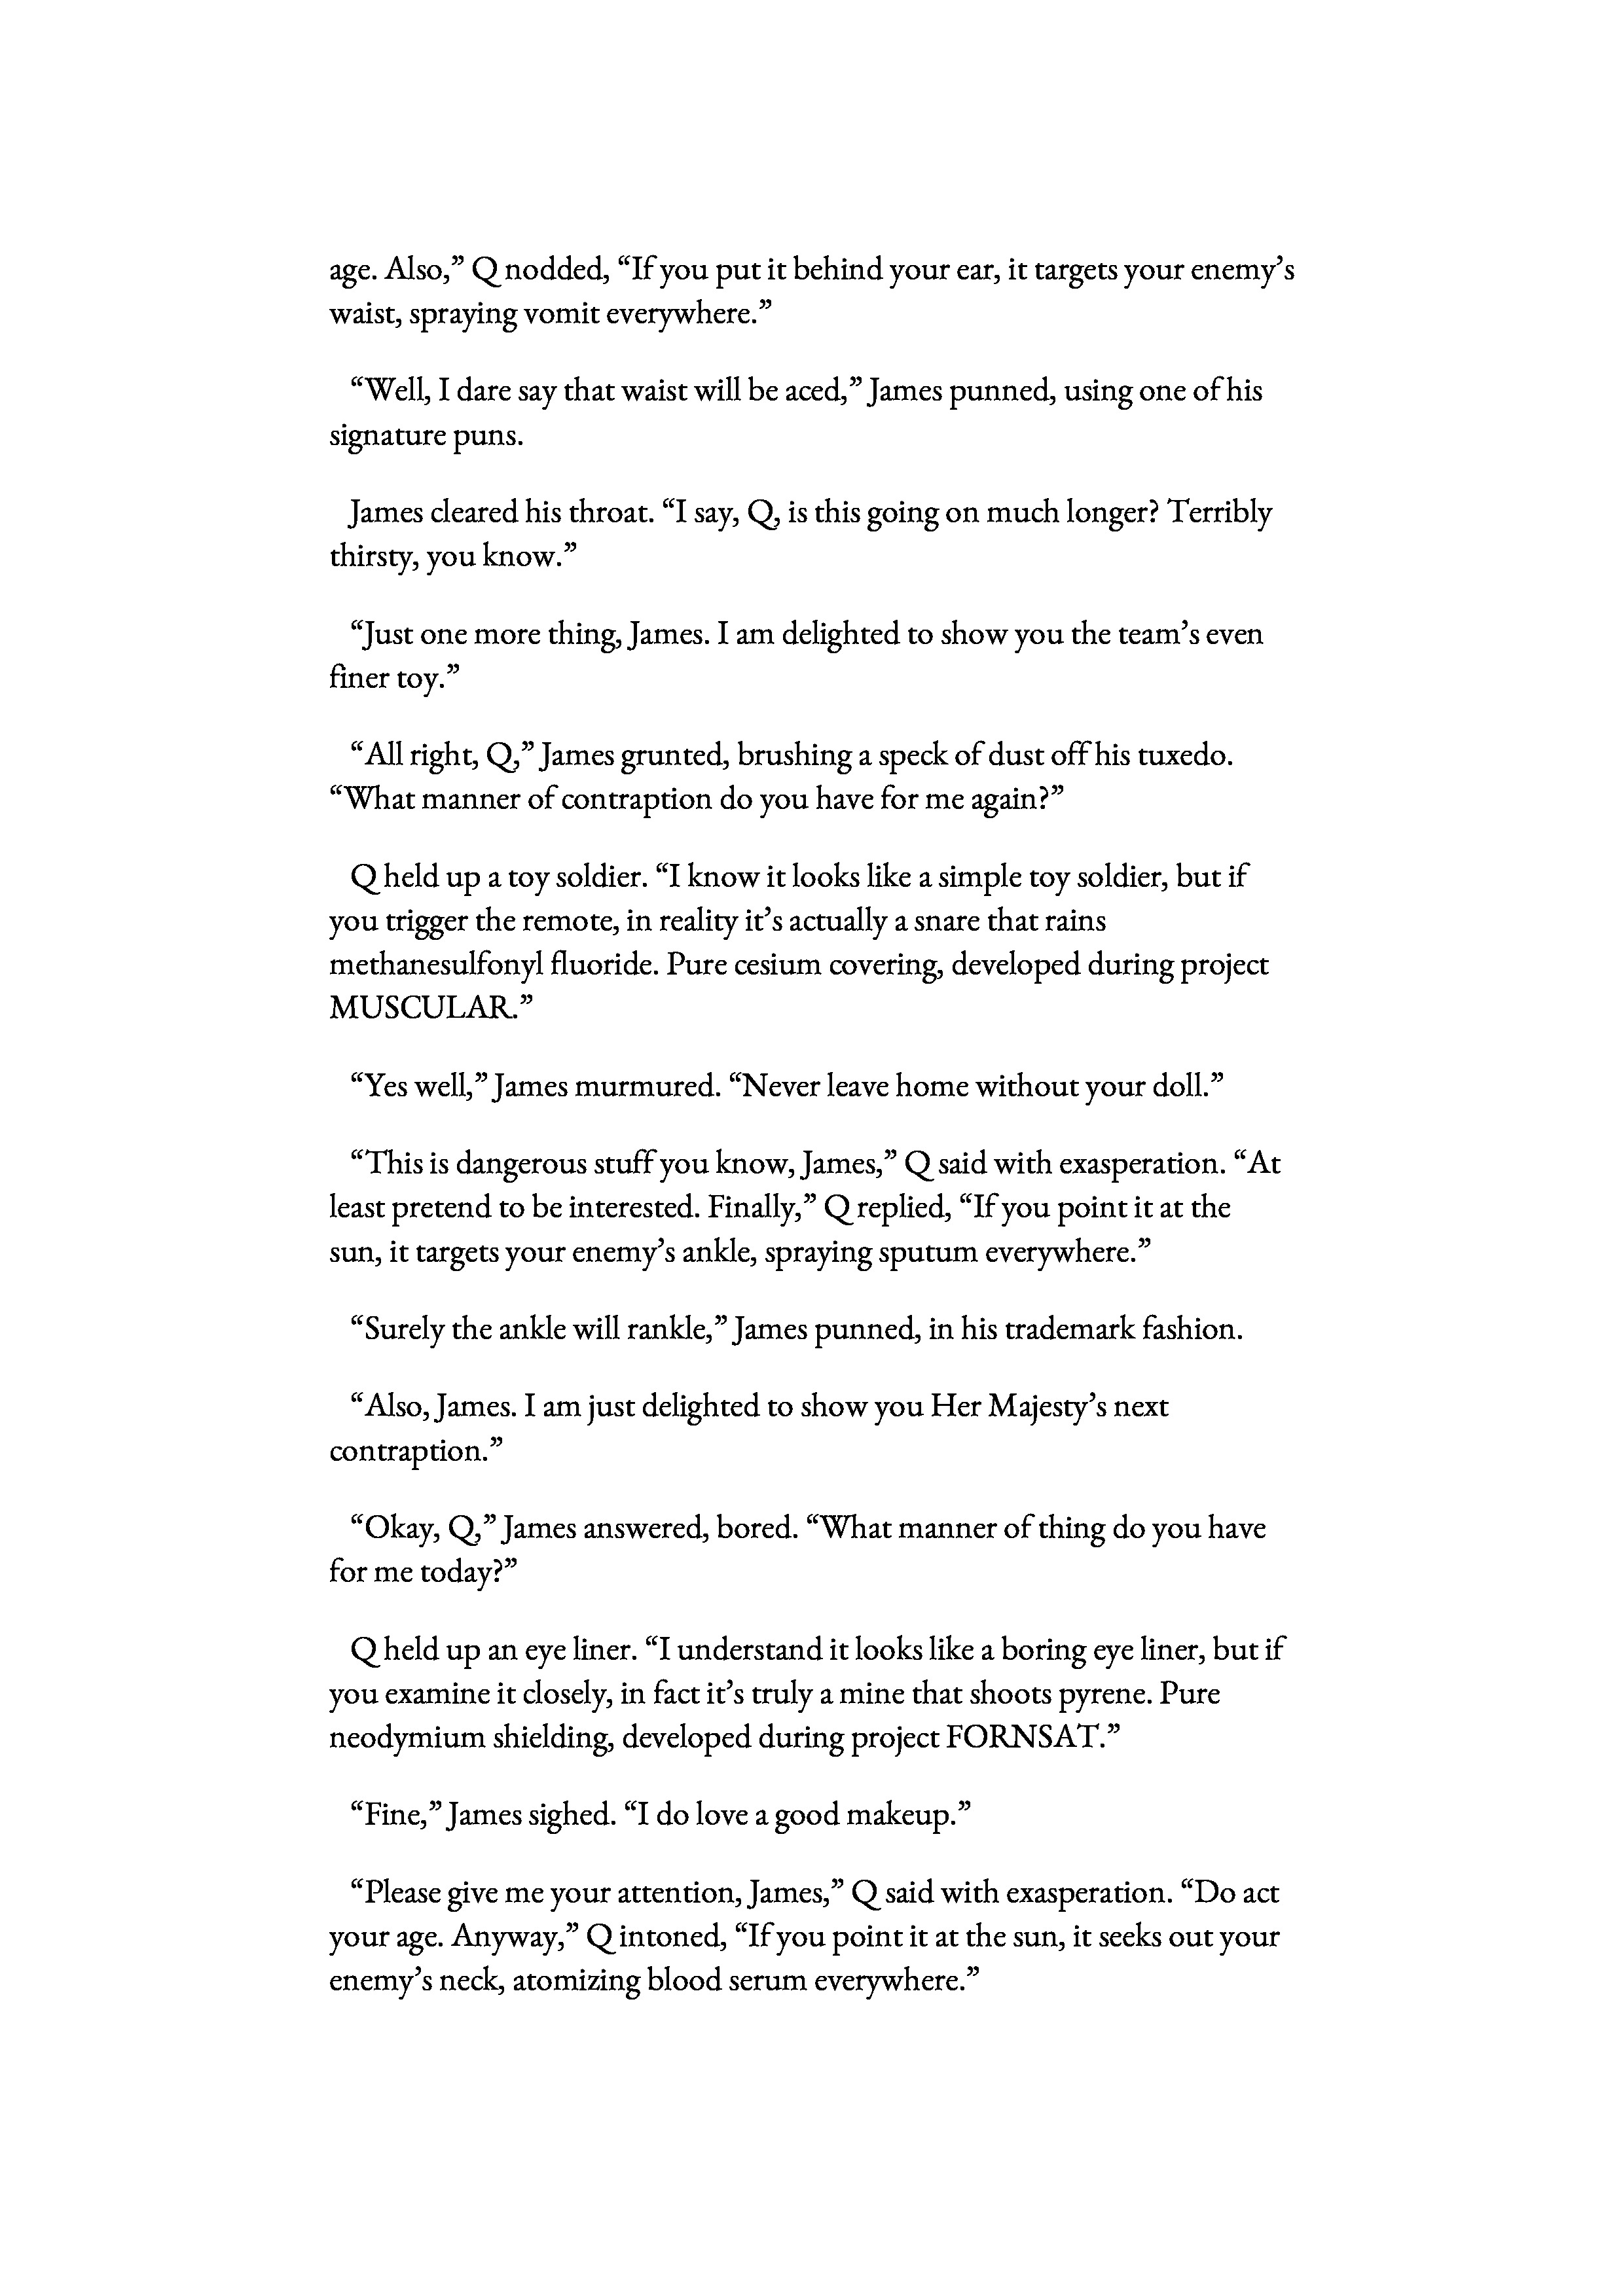 age. Also,” Q nodded, “If you put it behind your ear, it targets your enemy’s
waist, spraying vomit everywhere.”
“Well, I dare say that waist will be aced,” James punned, using one of his
signature puns.
James cleared his throat. “I say, Q, is this going on much longer? Terribly
thirsty, you know.”
“Just one more thing, James. I am delighted to show you the team’s even
finer toy.”
“All right, Q,” James grunted, brushing a speck of dust off his tuxedo.
“What manner of contraption do you have for me again?”
Q held up a toy soldier. “I know it looks like a simple toy soldier, but if
you trigger the remote, in reality it’s actually a snare that rains
methanesulfonyl fluoride. Pure cesium covering, developed during project
MUSCULAR.”
“Yes well,” James murmured. “Never leave home without your doll.”
“This is dangerous stuff you know, James,” Q said with exasperation. “At
least pretend to be interested. Finally,” Q replied, “If you point it at the
sun, it targets your enemy’s ankle, spraying sputum everywhere.”
“Surely the ankle will rankle,” James punned, in his trademark fashion.
“Also, James. I am just delighted to show you Her Majesty’s next
contraption.”
“Okay, Q,” James answered, bored. “What manner of thing do you have
for me today?”
Q held up an eye liner. “I understand it looks like a boring eye liner, but if
you examine it closely, in fact it’s truly a mine that shoots pyrene. Pure
neodymium shielding, developed during project FORNSAT.”
“Fine,” James sighed. “I do love a good makeup.”
“Please give me your attention, James,” Q said with exasperation. “Do act
your age. Anyway,” Q intoned, “If you point it at the sun, it seeks out your
enemy’s neck, atomizing blood serum everywhere.”